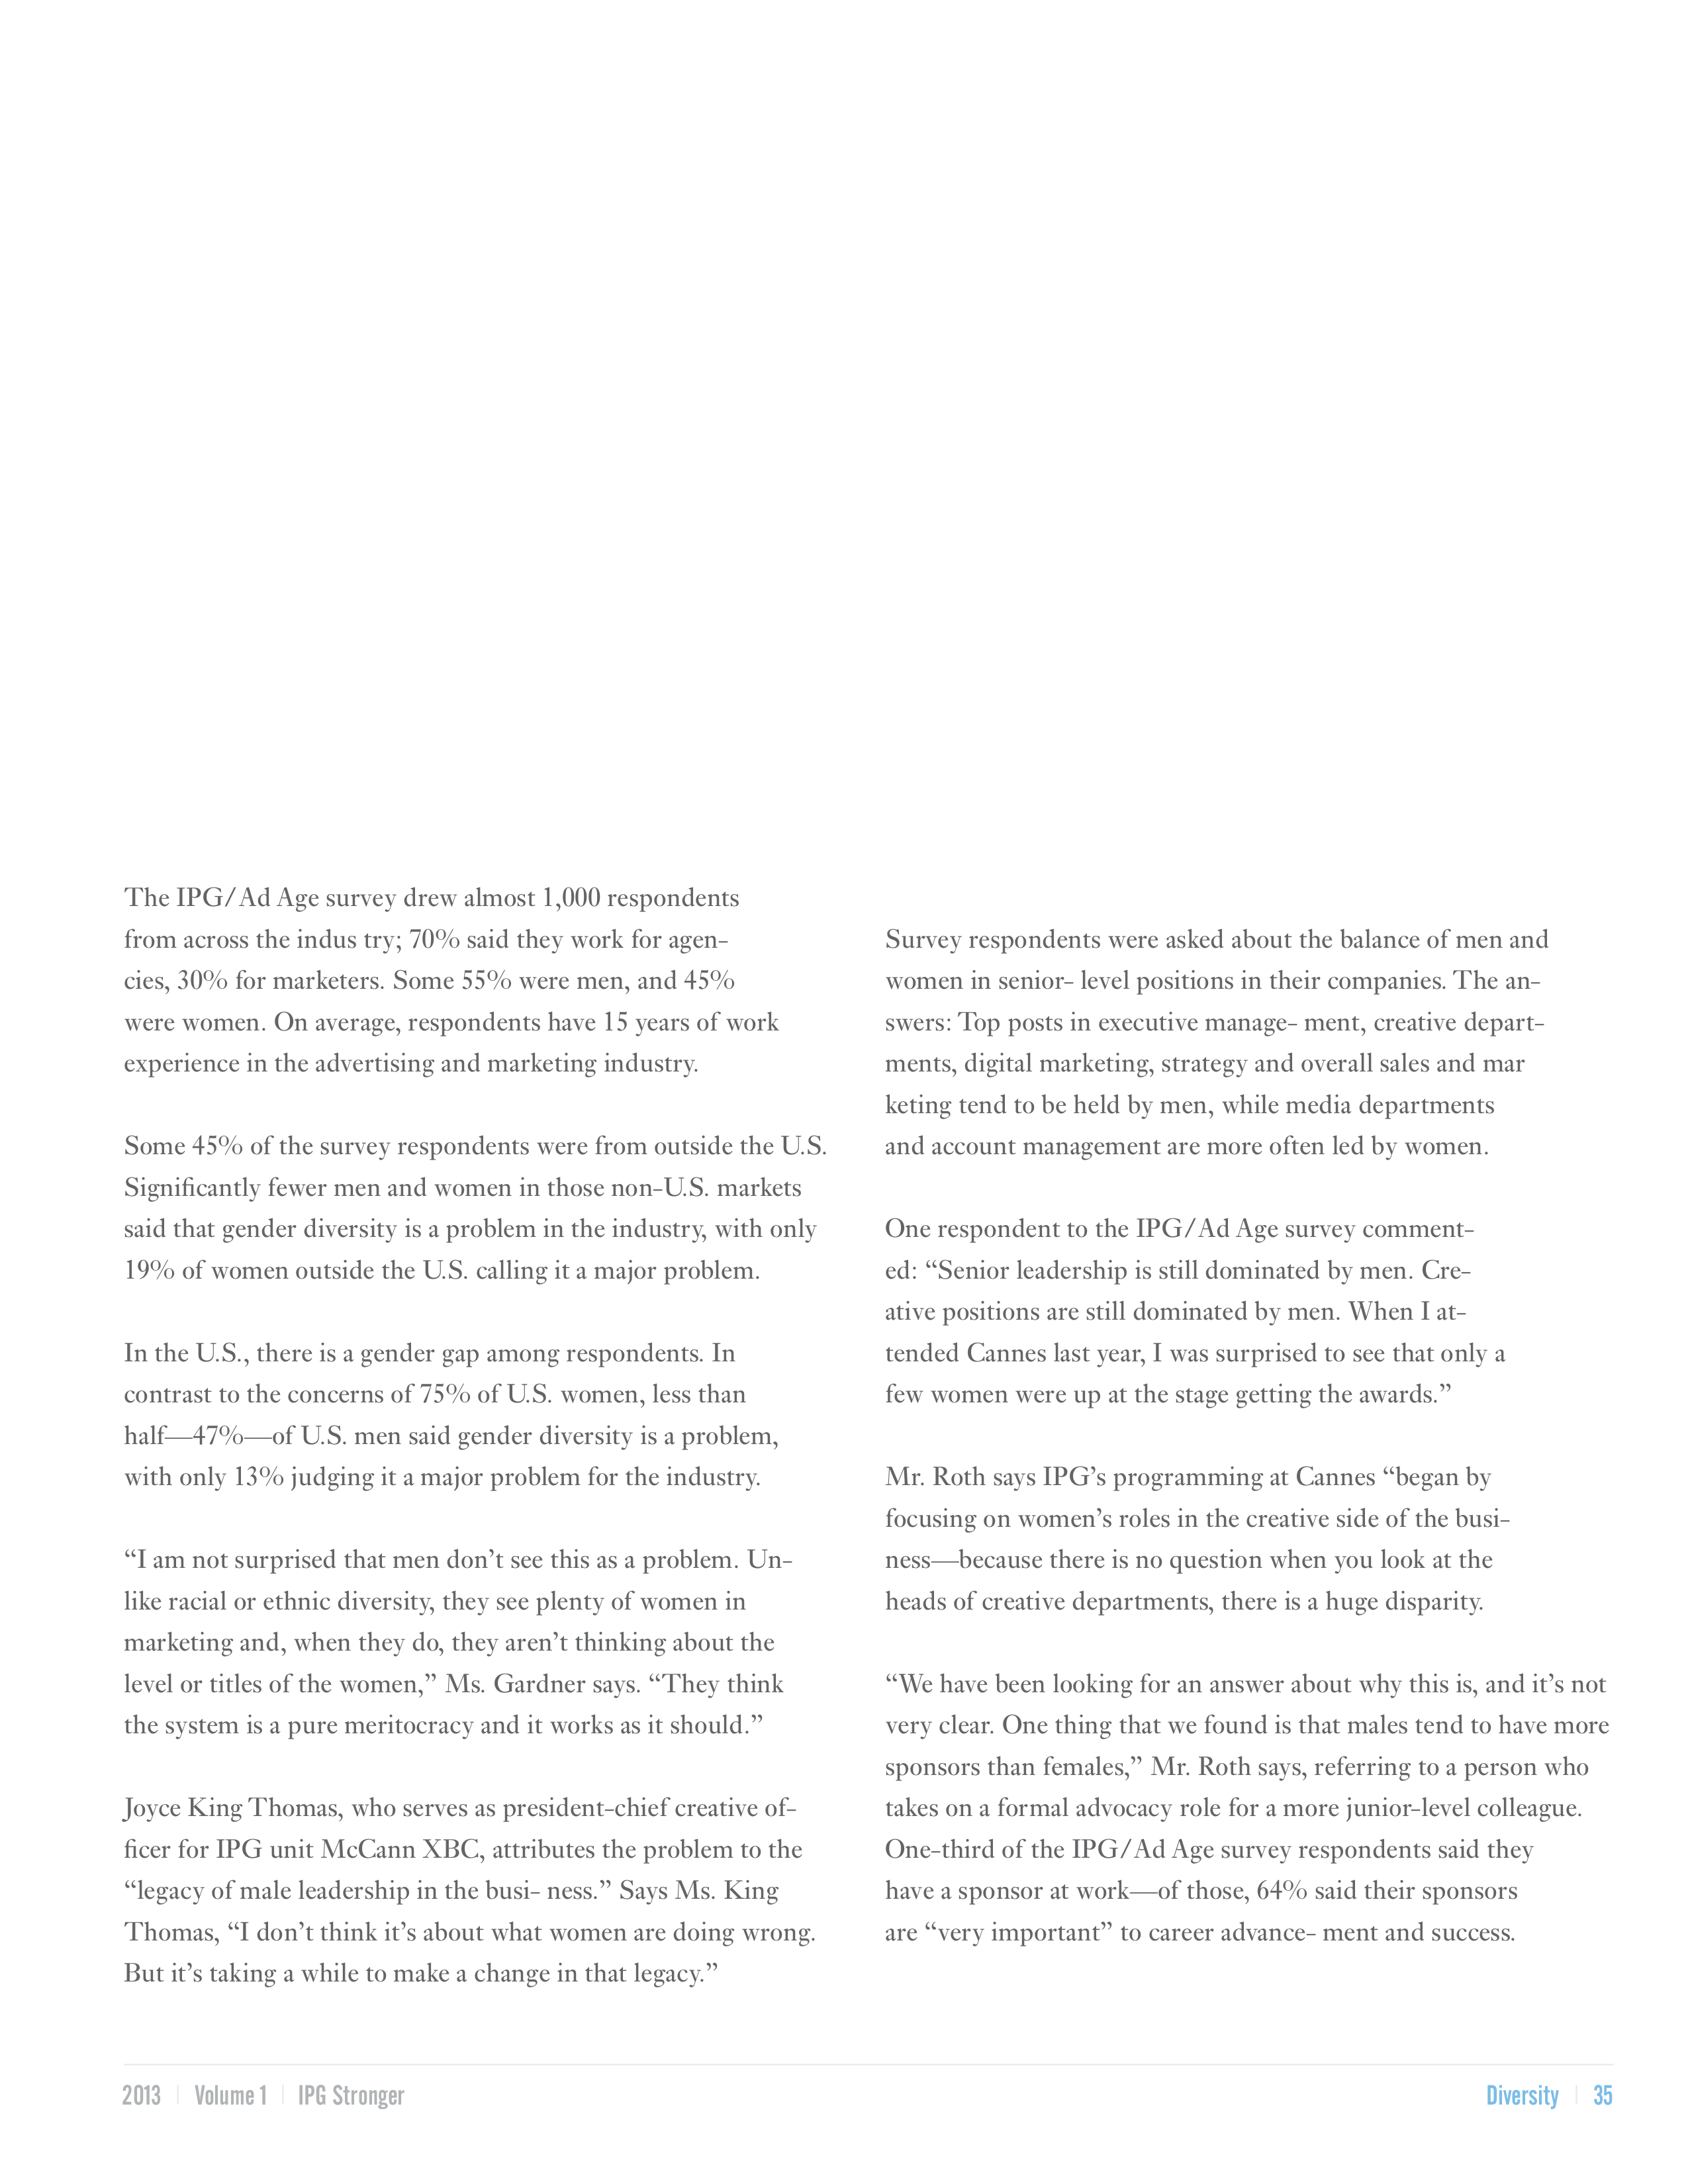 The IPG/Ad Age survey drew almost 1,000 respondents
from across the indus try; 70% said they work for agen-
cies, 30% for marketers. Some 55% were men, and 45%
were women. On average, respondents have 15 years of work
experience in the advertising and marketing industry.
Some 45% of the survey respondents were from outside the U.S.
Significantly fewer men and women in those non-U.S. markets
said that gender diversity is a problem in the industry, with only
19% of women outside the U.S. calling it a major problem.
In the U.S., there is a gender gap among respondents. In
contrast to the concerns of 75% of U.S. women, less than
half—47%—of U.S. men said gender diversity is a problem,
with only 13% judging it a major problem for the industry.
“I am not surprised that men don’t see this as a problem. Un-
like racial or ethnic diversity, they see plenty of women in
marketing and, when they do, they aren’t thinking about the
level or titles of the women,” Ms. Gardner says. “They think
the system is a pure meritocracy and it works as it should.”
Joyce King Thomas, who serves as president-chief creative of-
ficer for IPG unit McCann XBC, attributes the problem to the
“legacy of male leadership in the busi- ness.” Says Ms. King
Thomas, “I don’t think it’s about what women are doing wrong.
But it’s taking a while to make a change in that legacy.”
Survey respondents were asked about the balance of men and
women in senior- level positions in their companies. The an-
swers: Top posts in executive manage- ment, creative depart-
ments, digital marketing, strategy and overall sales and mar
keting tend to be held by men, while media departments
and account management are more often led by women.
One respondent to the IPG/Ad Age survey comment-
ed: “Senior leadership is still dominated by men. Cre-
ative positions are still dominated by men. When I at-
tended Cannes last year, I was surprised to see that only a
few women were up at the stage getting the awards.”
Mr. Roth says IPG’s programming at Cannes “began by
focusing on women’s roles in the creative side of the busi-
ness—because there is no question when you look at the
heads of creative departments, there is a huge disparity.
“We have been looking for an answer about why this is, and it’s not
very clear. One thing that we found is that males tend to have more
sponsors than females,” Mr. Roth says, referring to a person who
takes on a formal advocacy role for a more junior-level colleague.
One-third of the IPG/Ad Age survey respondents said they
have a sponsor at work—of those, 64% said their sponsors
are “very important” to career advance- ment and success.
2013 | Volume 1 | IPG Stronger
Diversity | 35